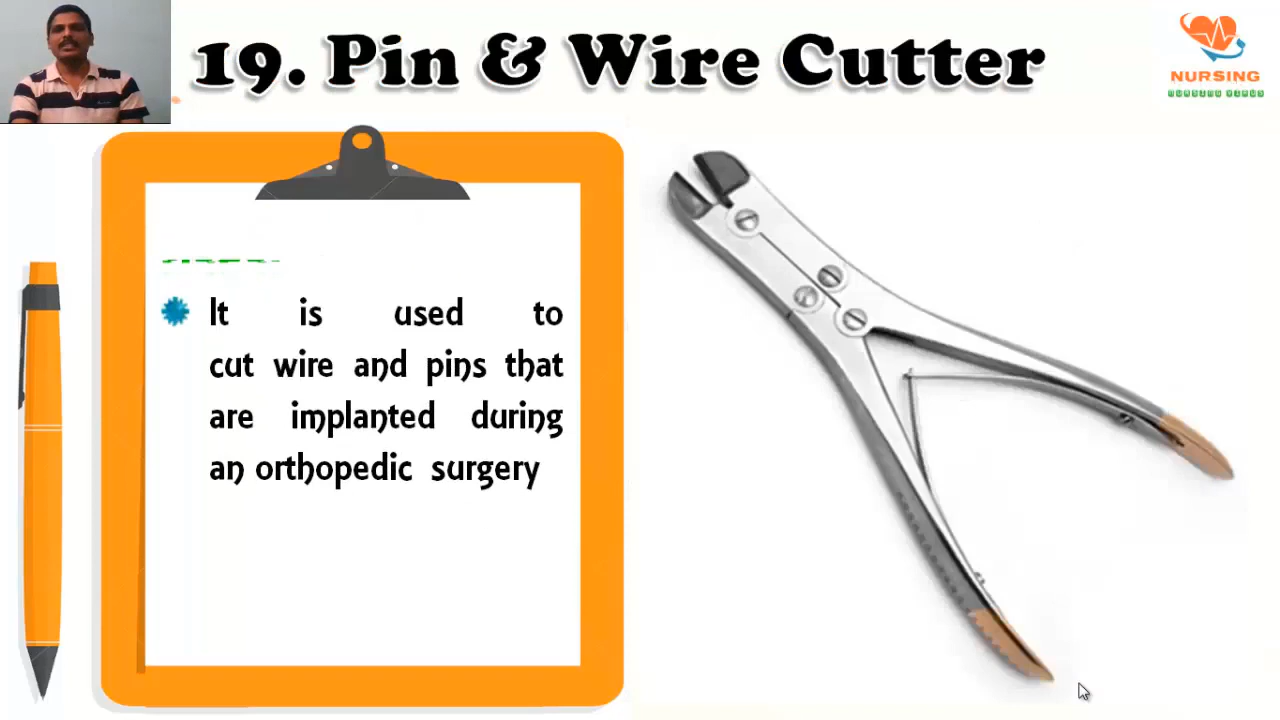 19. Pin & Wire Cutter
NURSING
It is used to
cut wire and pins that
are implanted during
an orthopedic surgery